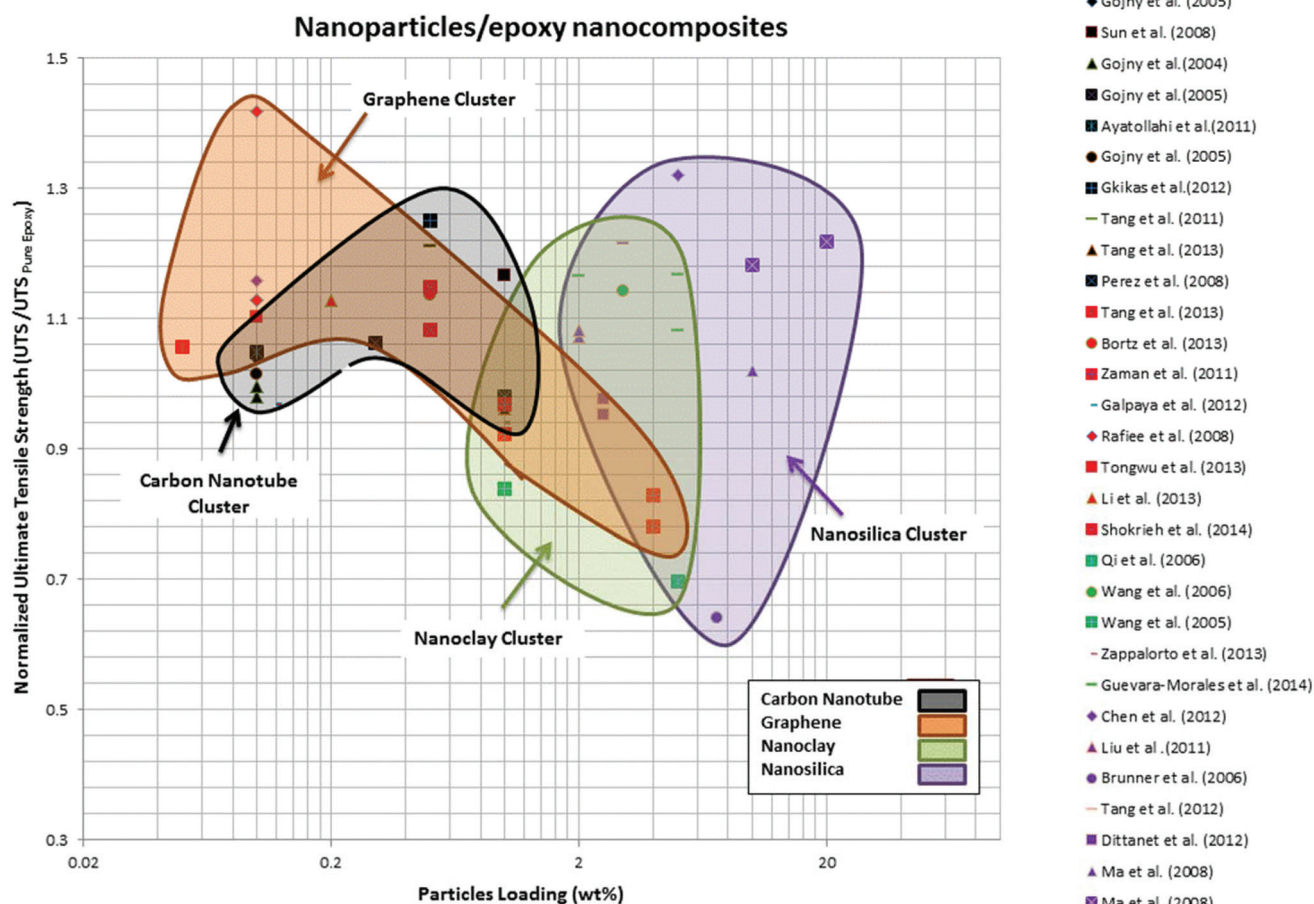 Nanoparticles/epoxy nanocomposites
Normalized Ultimate Tensile Strength (UTS /UTS Pure Epoxy)
1.5
1.3
1.1
0.9
0.7
0.5
0.3
0.02
0.2
2
20
Particles Loading (wt%)
Graphene Cluster
Carbon Nanotube
Cluster
Nanoclay Cluster
Nanosilica Cluster
Carbon Nanotube
Graphene
Nanoclay
Nanosilica
Gojny et al. (2005)
Sun et al. (2008)
Gojny et al.(2004)
Gojny et al.(2005)
Ayatollahi et al.(2011)
Gojny et al. (2005)
Gkikas et al.(2012)
Tang et al. (2011)
Tang et al. (2013)
Perez et al. (2008)
Tang et al. (2013)
Bortz et al. (2013)
Zaman et al. (2011)
Galpaya et al. (2012)
Rafiee et al. (2008)
Tongwu et al. (2013)
Li et al. (2013)
Shokrieh et al. (2014)
Qi et al. (2006)
Wang et al. (2006)
Wang et al. (2005)
Zappalorto et al. (2013)
Guevara-Morales et al. (2014)
Chen et al. (2012)
Liu et al .(2011)
Brunner et al. (2006)
Tang et al. (2012)
Dittanet et al. (2012)
Ma et al. (2008)
Ma et al. (2008)